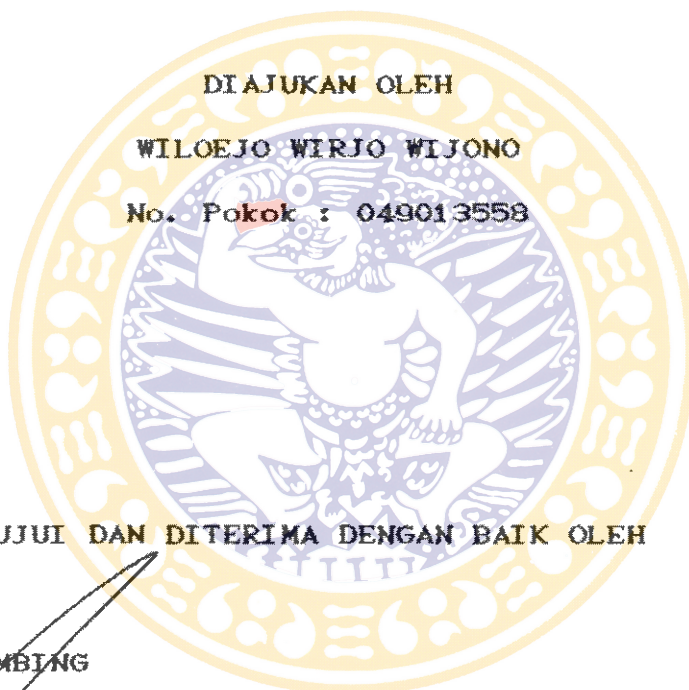 DIAJUKAN OLEH
WILOEJO WIRJO WIJONO
No. Pokok : 049013558
UJUI DAN DITERIMA DENGAN BAIK OLEH
MBING